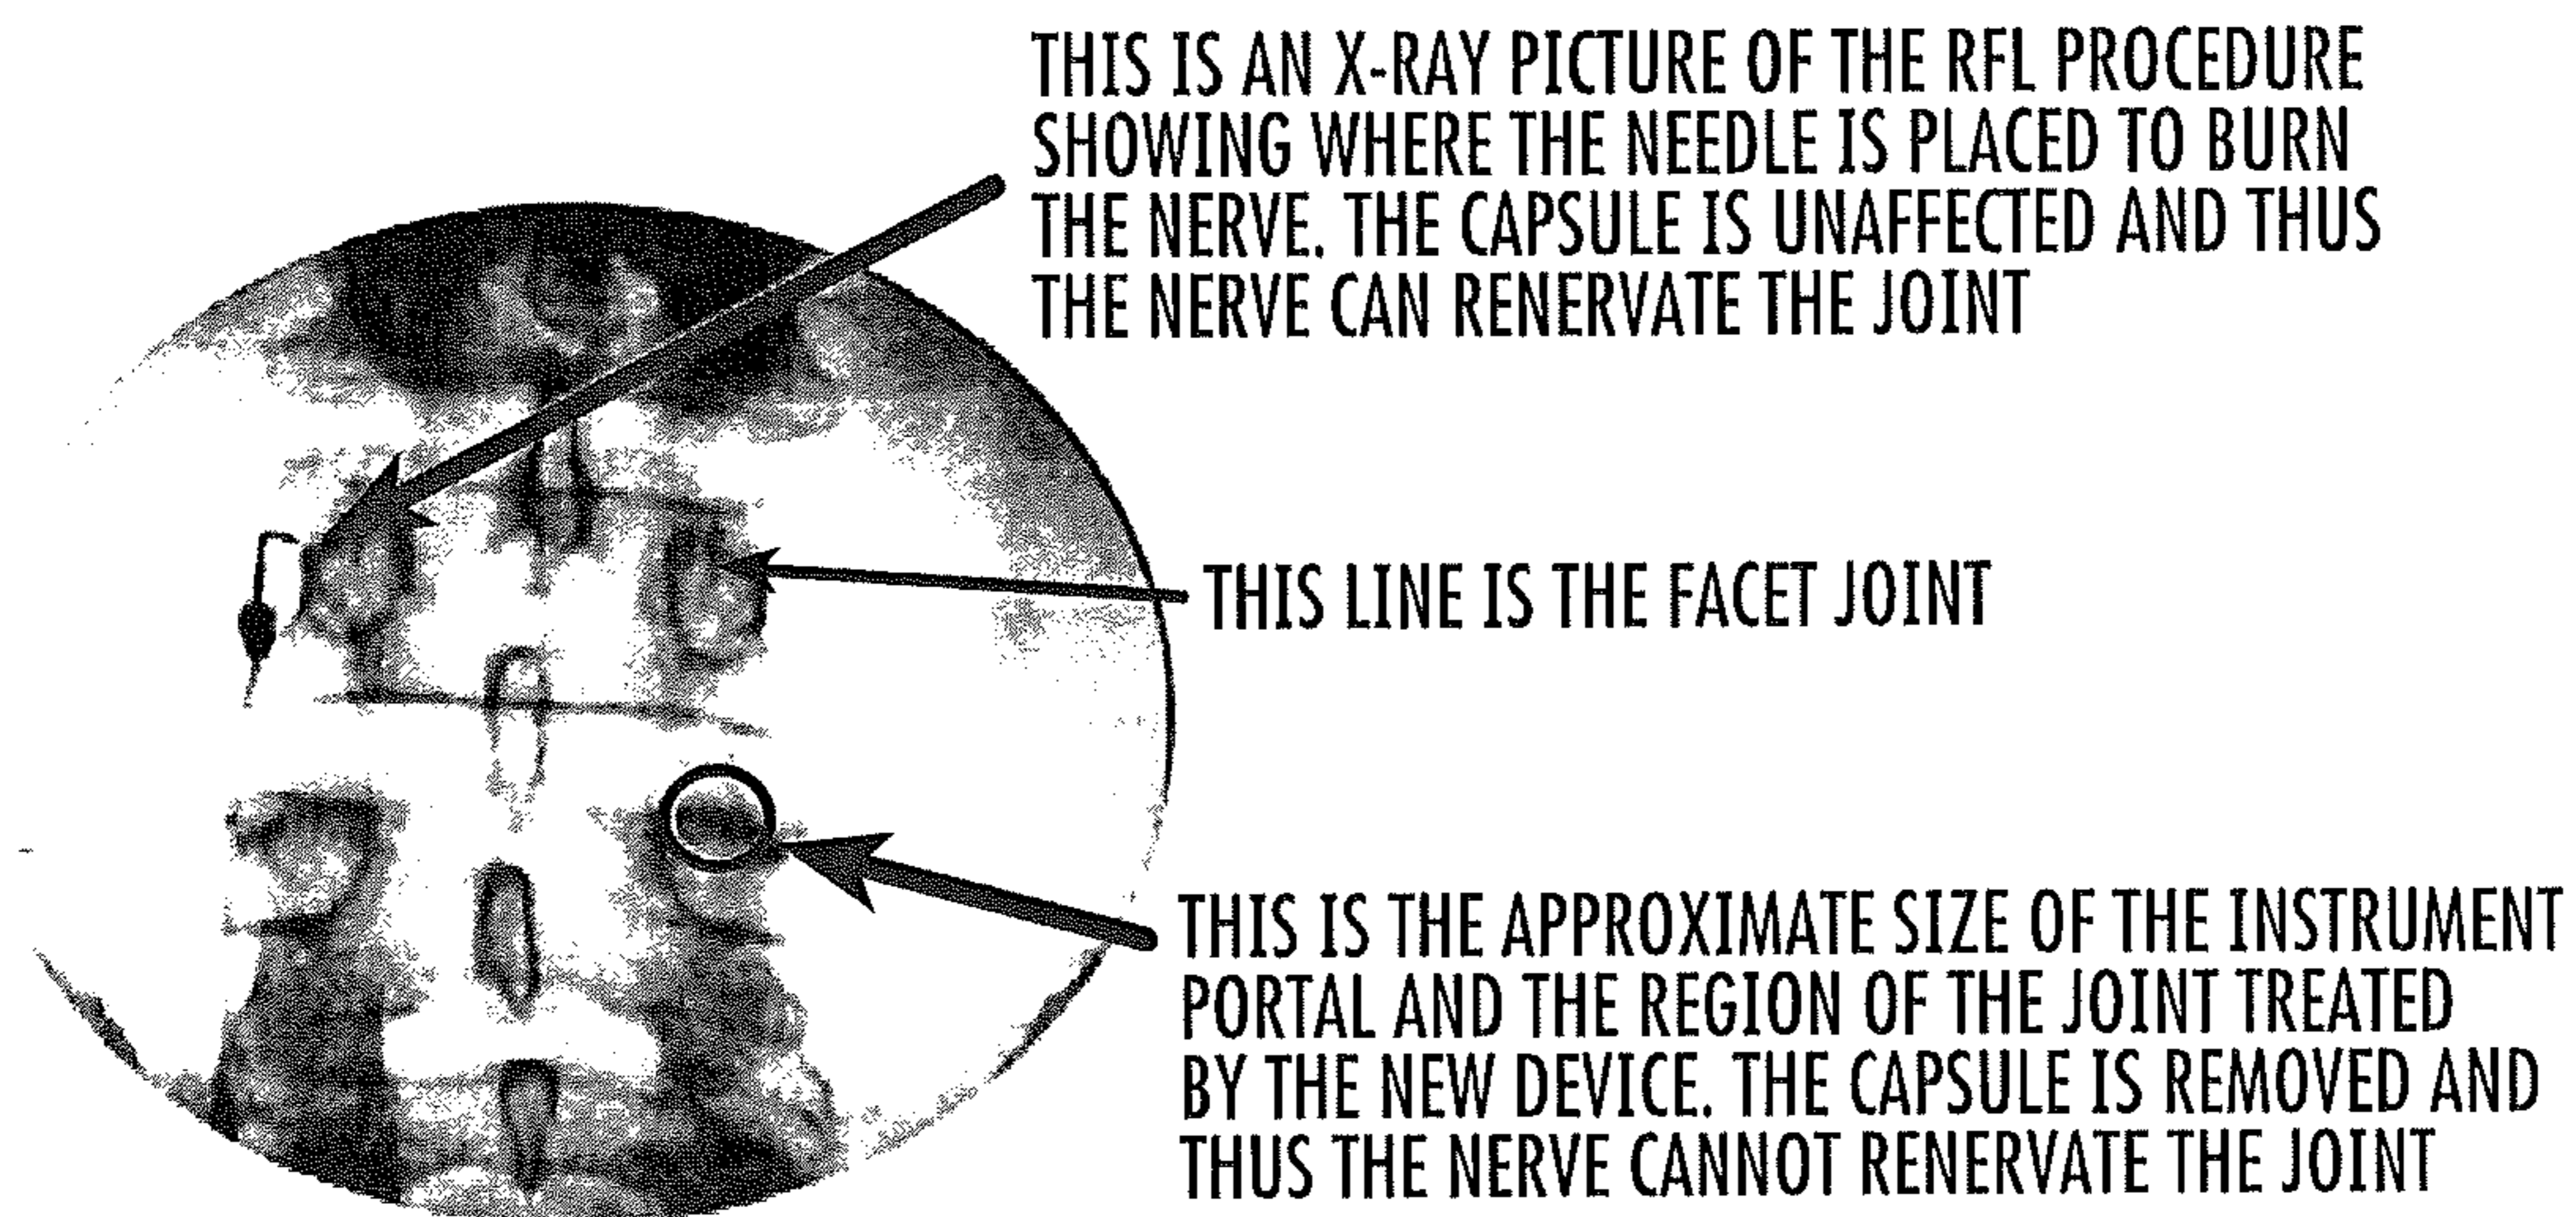 THIS IS AN X-RAY PICTURE OF THE RFL PROCEDURE
SHOWING WHERE THE NEEDLE IS PLACED TO BURN
THE NERVE. THE CAPSULE IS UNAFFECTED AND THUS
THE NERVE CAN RENERVATE THE JOINT
THIS LINE IS THE FACET JOINT
THIS IS THE APPROXIMATE SIZE OF THE INSTRUMENT
PORTAL AND THE REGION OF THE JOINT TREATED
BY THE NEW DEVICE. THE CAPSULE IS REMOVED AND
THUS THE NERVE CANNOT RENERVATE THE JOINT